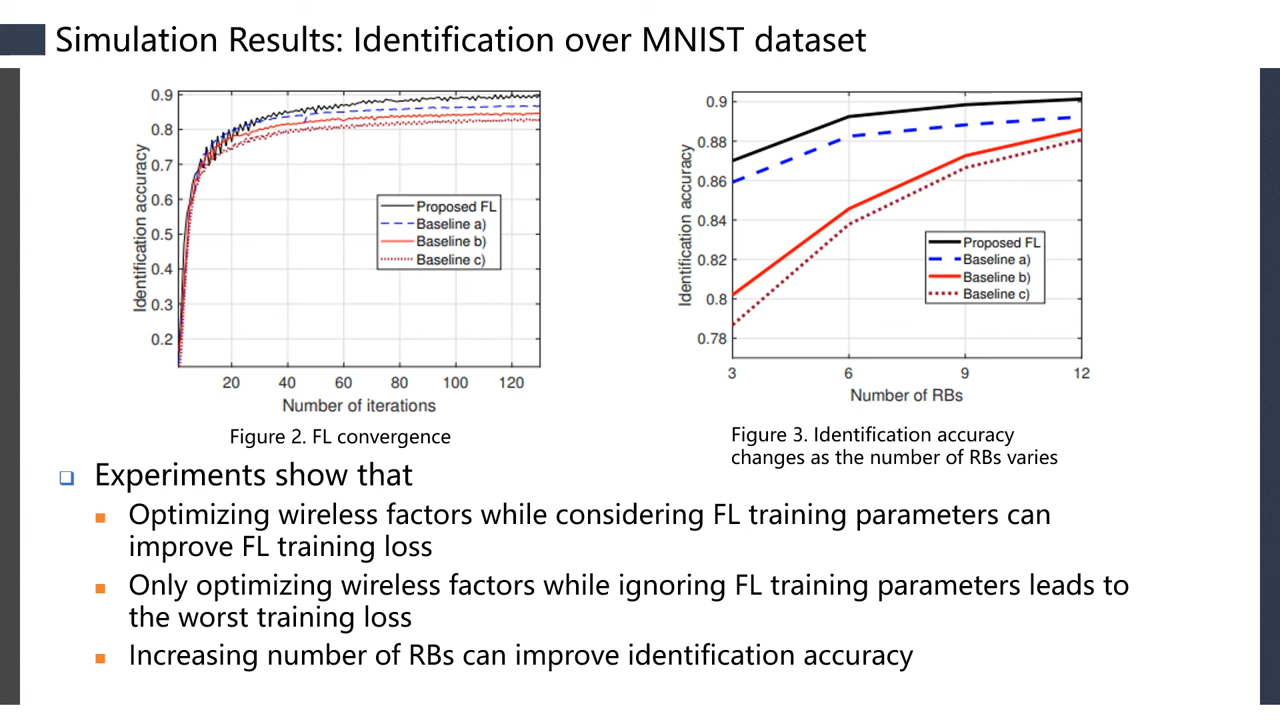 Simulation Results: Identification over MNIST dataset
0.9
0.8
0.7
0.6
0.5
0.4
0.3
0.2
Identification accuracy
20 40 60 80 100 120
Number of iterations
Proposed FL
Baseline a)
Baseline b)
Baseline c)
Figure 2. FL convergence
0.9
0.88
0.86
0.84
0.82
0.8
0.78
Identification accuracy
3 6 9 12
Number of RBs
Proposed FL
Baseline a)
Baseline b)
Baseline c)
Figure 3. Identification accuracy
changes as the number of RBs varies
Experiments show that
Optimizing wireless factors while considering FL training parameters can
improve FL training loss
Only optimizing wireless factors while ignoring FL training parameters leads to
the worst training loss
Increasing number of RBs can improve identification accuracy